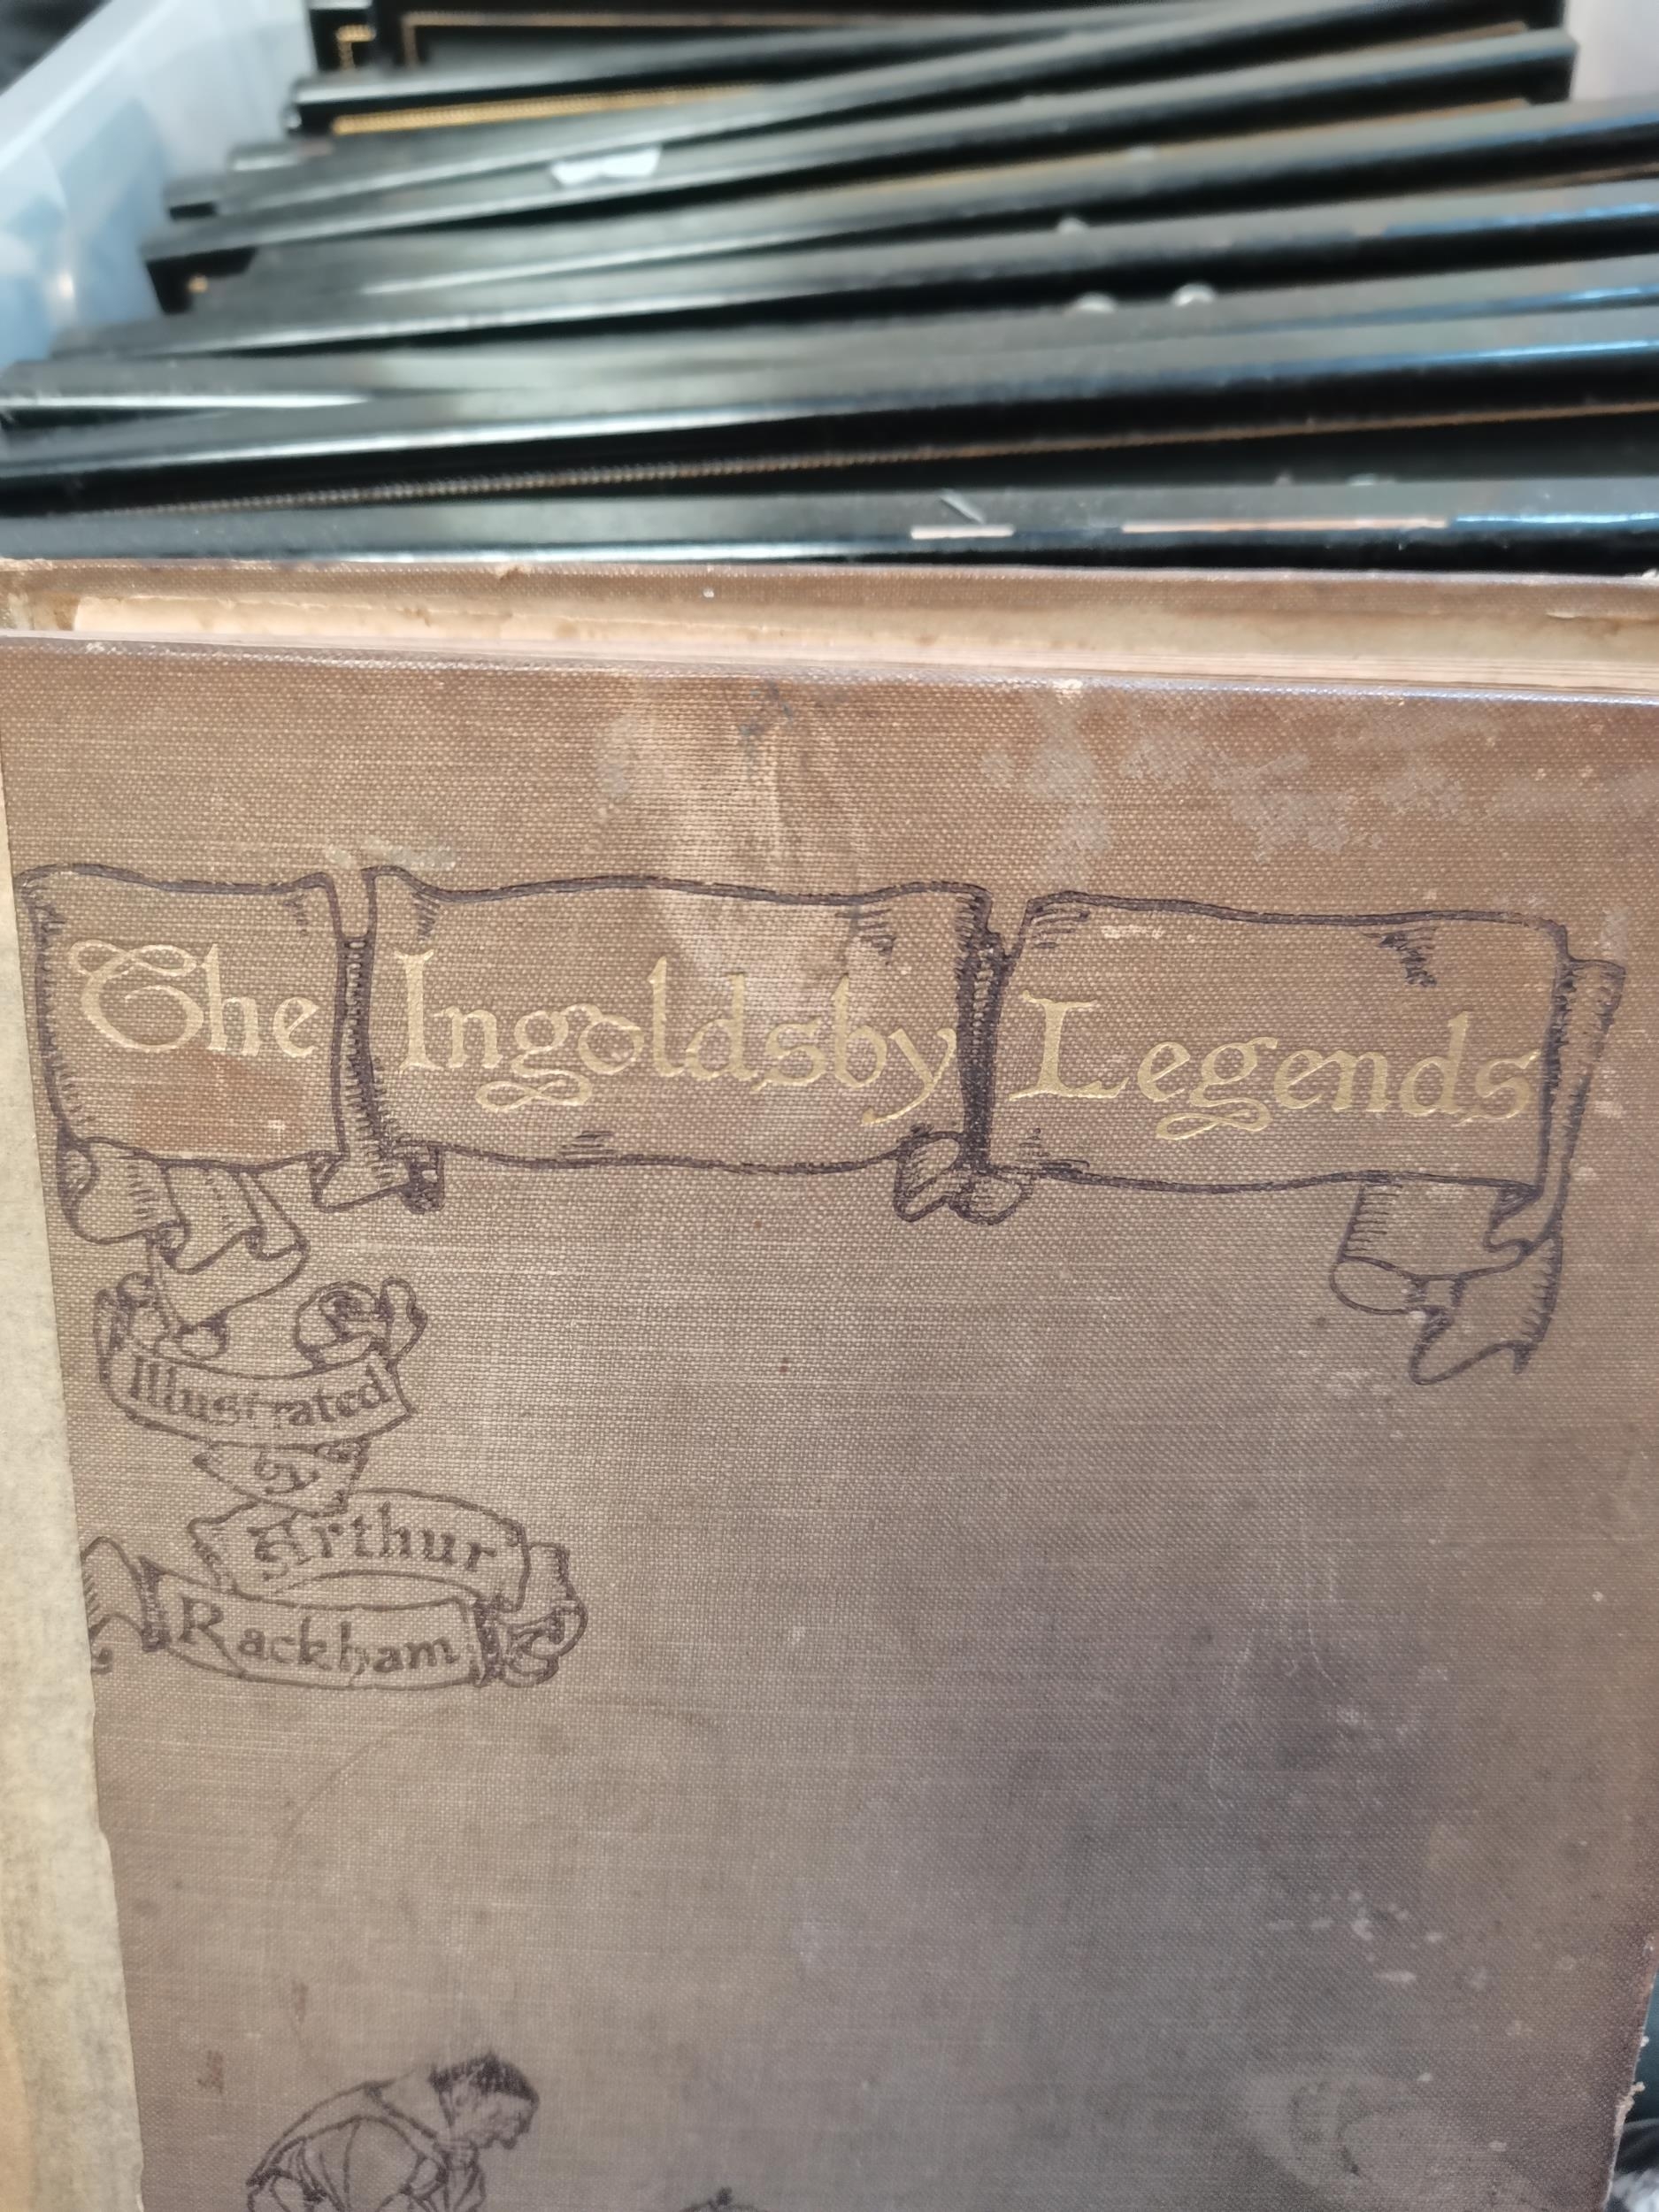 The Ingoldsby Legends
Illustrated
by
Arthur
Rackham